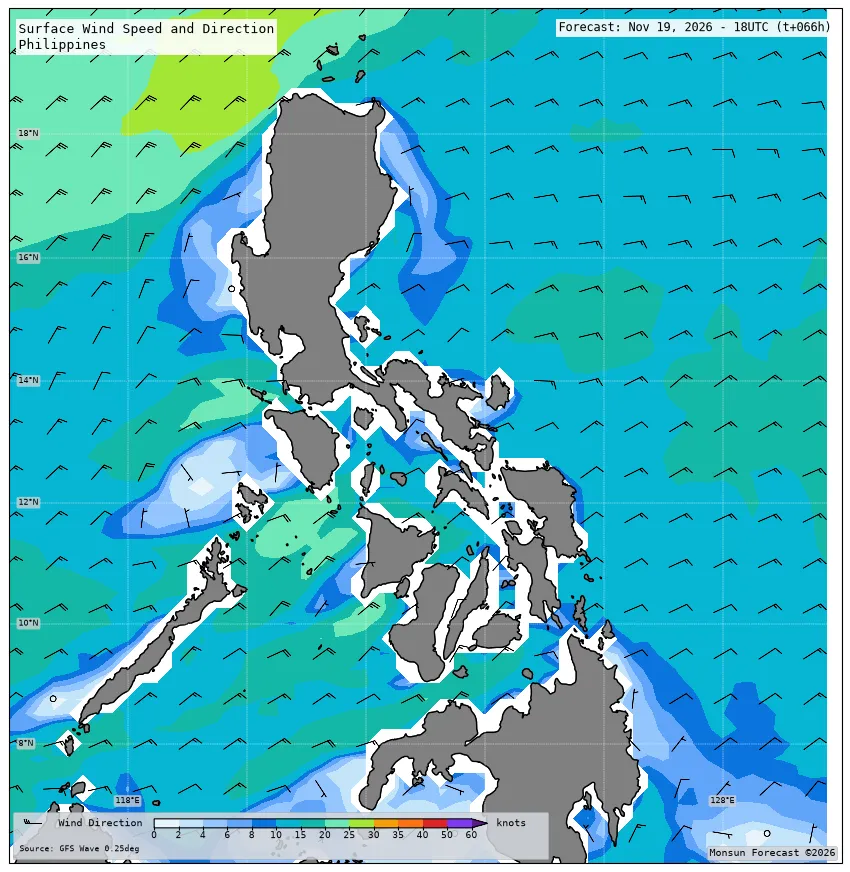 Surface Wind Speed and Direction
Philippines
Forecast: Nov 19, 2026 - 18UTC (t+066h)
18°N
16°N
14°N
12°N
10°N
8°N
118°E
128°E
Wind Direction
0 2 4 6 8 10 15 20 25 30 35 40 50 60
knots
Source: GFS Wave 0.25deg
Monsun Forecast ©2026